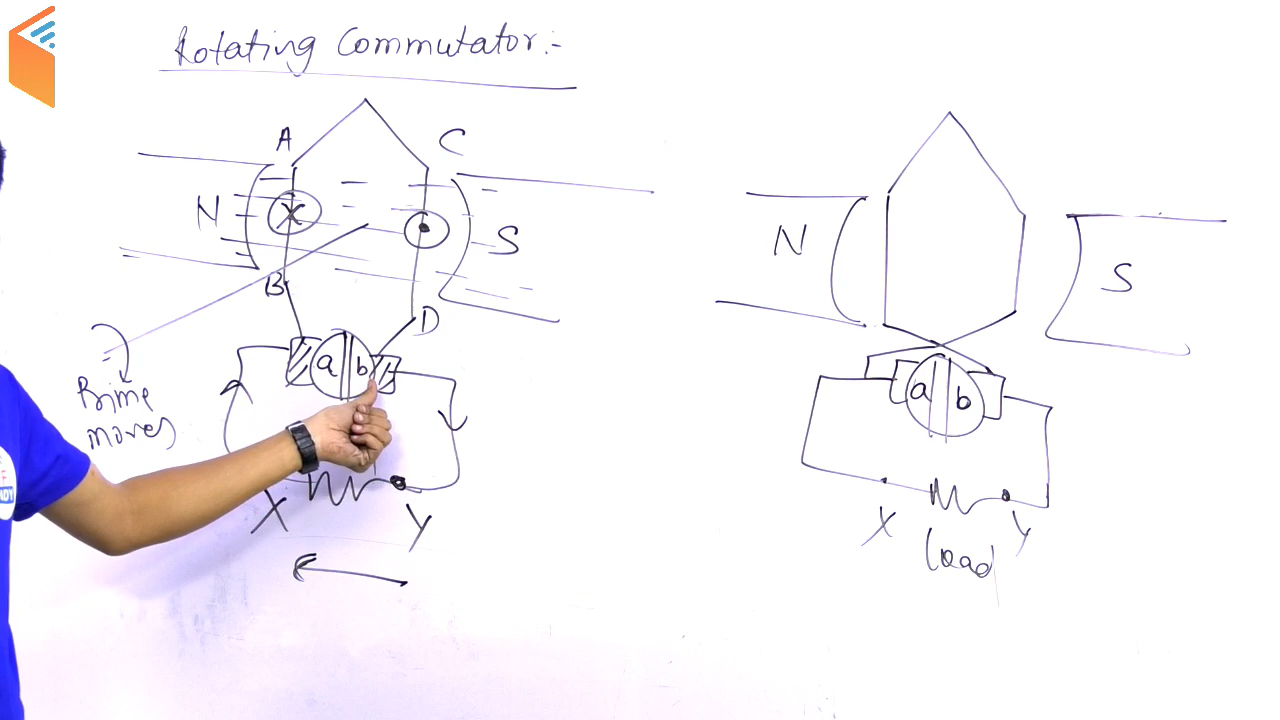 Rotating Commutator:-
A
C
N
X
S
B
D
a
b
Prime
mover
X
Y
N
S
a
b
X
Y
Load